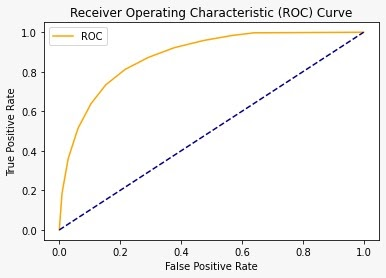 Receiver Operating Characteristic (ROC) Curve
1.0
0.8
0.6
0.4
0.2
0.0
True Positive Rate
ROC
0.0 0.2 0.4 0.6 0.8 1.0
False Positive Rate